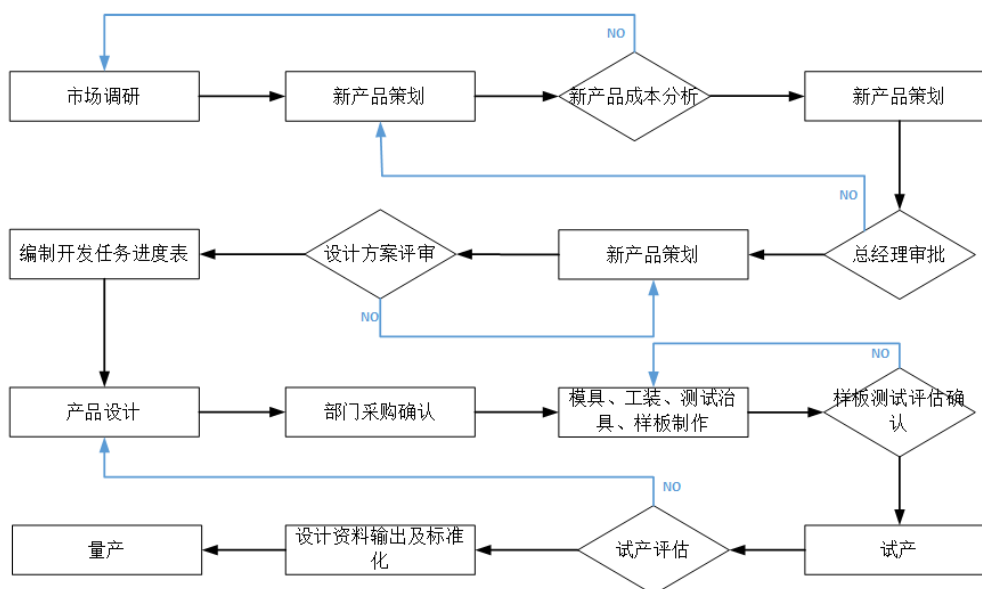 NO
市场调研
新产品策划
新产品成本分析
新产品策划
NO
编制开发任务进度表
设计方案评审
新产品策划
总经理审批
NO
NO
产品设计
部门采购确认
模具、工装、测试治
具、样板制作
样板测试评估确
认
NO
量产
设计资料输出及标准
化
试产评估
试产